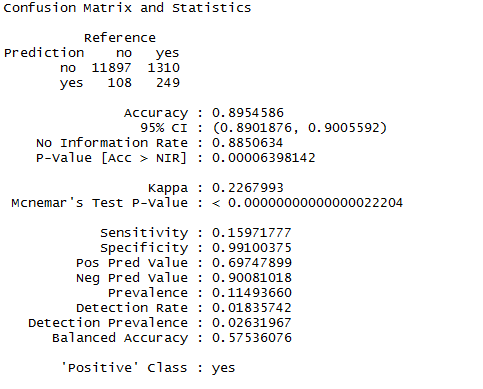 Confusion Matrix and Statistics
Reference
Prediction no yes
no 11897 1310
yes 108 249
Accuracy : 0.8954586
95% CI : (0.8901876, 0.9005592)
No Information Rate : 0.8850634
P-Value [Acc > NIR] : 0.00006398142
Kappa : 0.2267993
Mcnemar's Test P-Value : < 0.00000000000000022204
Sensitivity : 0.15971777
Specificity : 0.99100375
Pos Pred Value : 0.69747899
Neg Pred Value : 0.90081018
Prevalence : 0.11493660
Detection Rate : 0.01835742
Detection Prevalence : 0.02631967
Balanced Accuracy : 0.57536076
'Positive' Class : yes